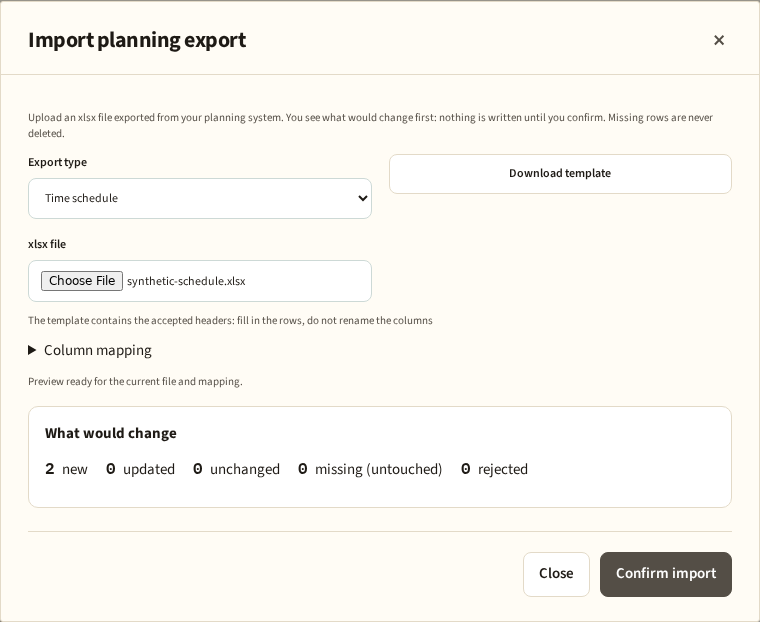 Import planning export
×
Upload an xlsx file exported from your planning system. You see what would change first: nothing is written until you confirm. Missing rows are never
deleted.
Export type
Time schedule
Download template
xlsx file
Choose File synthetic-schedule.xlsx
The template contains the accepted headers: fill in the rows, do not rename the columns
Column mapping
Preview ready for the current file and mapping.
What would change
2 new 0 updated 0 unchanged 0 missing (untouched) 0 rejected
Close Confirm import